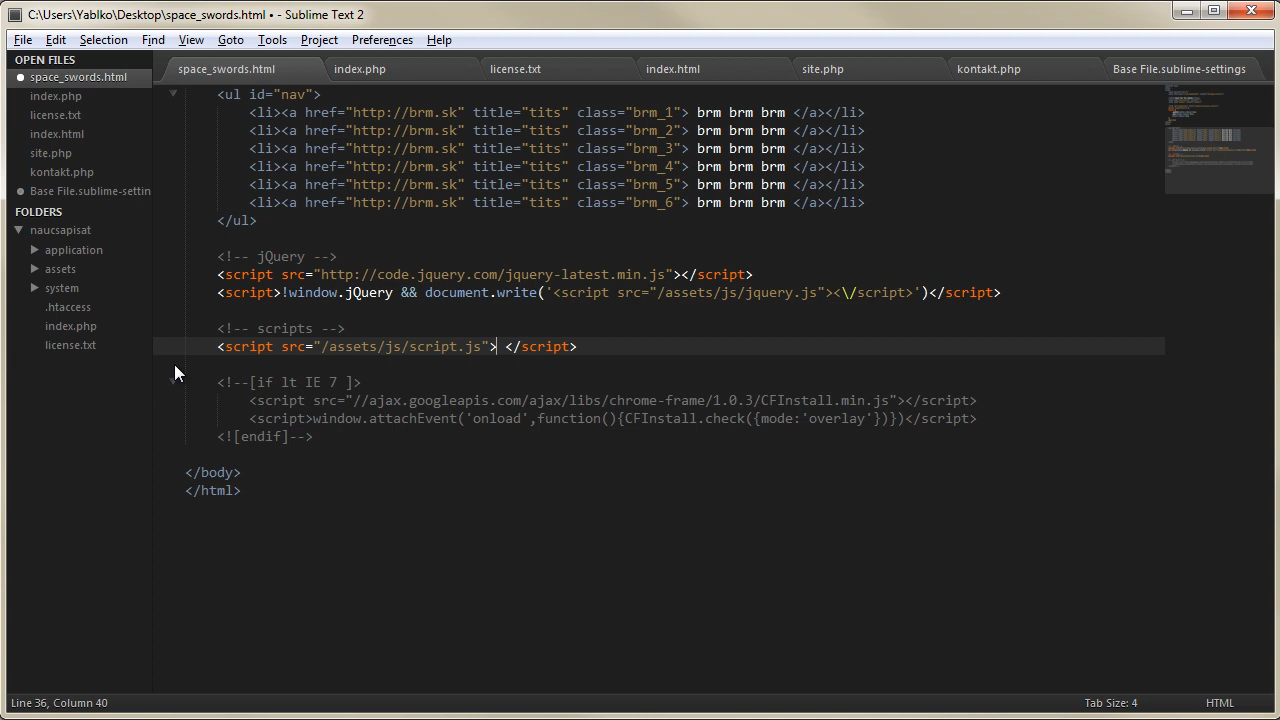 C:\Users\Yablko\Desktop\space_swords.html • - Sublime Text 2
File Edit Selection Find View Goto Tools Project Preferences Help
OPEN FILES
space_swords.html
index.php
license.txt
index.html
site.php
kontakt.php
Base File.sublime-settin
FOLDERS
naucsapisat
application
assets
system
.htaccess
index.php
license.txt
space_swords.html index.php license.txt index.html site.php kontakt.php Base File.sublime-settings
<ul id="nav">
<li><a href="http://brm.sk" title="tits" class="brm_1"> brm brm brm </a></li>
<li><a href="http://brm.sk" title="tits" class="brm_2"> brm brm brm </a></li>
<li><a href="http://brm.sk" title="tits" class="brm_3"> brm brm brm </a></li>
<li><a href="http://brm.sk" title="tits" class="brm_4"> brm brm brm </a></li>
<li><a href="http://brm.sk" title="tits" class="brm_5"> brm brm brm </a></li>
<li><a href="http://brm.sk" title="tits" class="brm_6"> brm brm brm </a></li>
</ul>
<!-- jQuery -->
<script src="http://code.jquery.com/jquery-latest.min.js"></script>
<script>!window.jQuery && document.write('<script src="/assets/js/jquery.js"><\/script>')</script>
<!-- scripts -->
<script src="/assets/js/script.js"> </script>
<!--[if lt IE 7 ]>
<script src="//ajax.googleapis.com/ajax/libs/chrome-frame/1.0.3/CFInstall.min.js"></script>
<script>window.attachEvent('onload',function(){CFInstall.check({mode:'overlay'})})</script>
<![endif]-->
</body>
</html>
Line 36, Column 40
Tab Size: 4
HTML